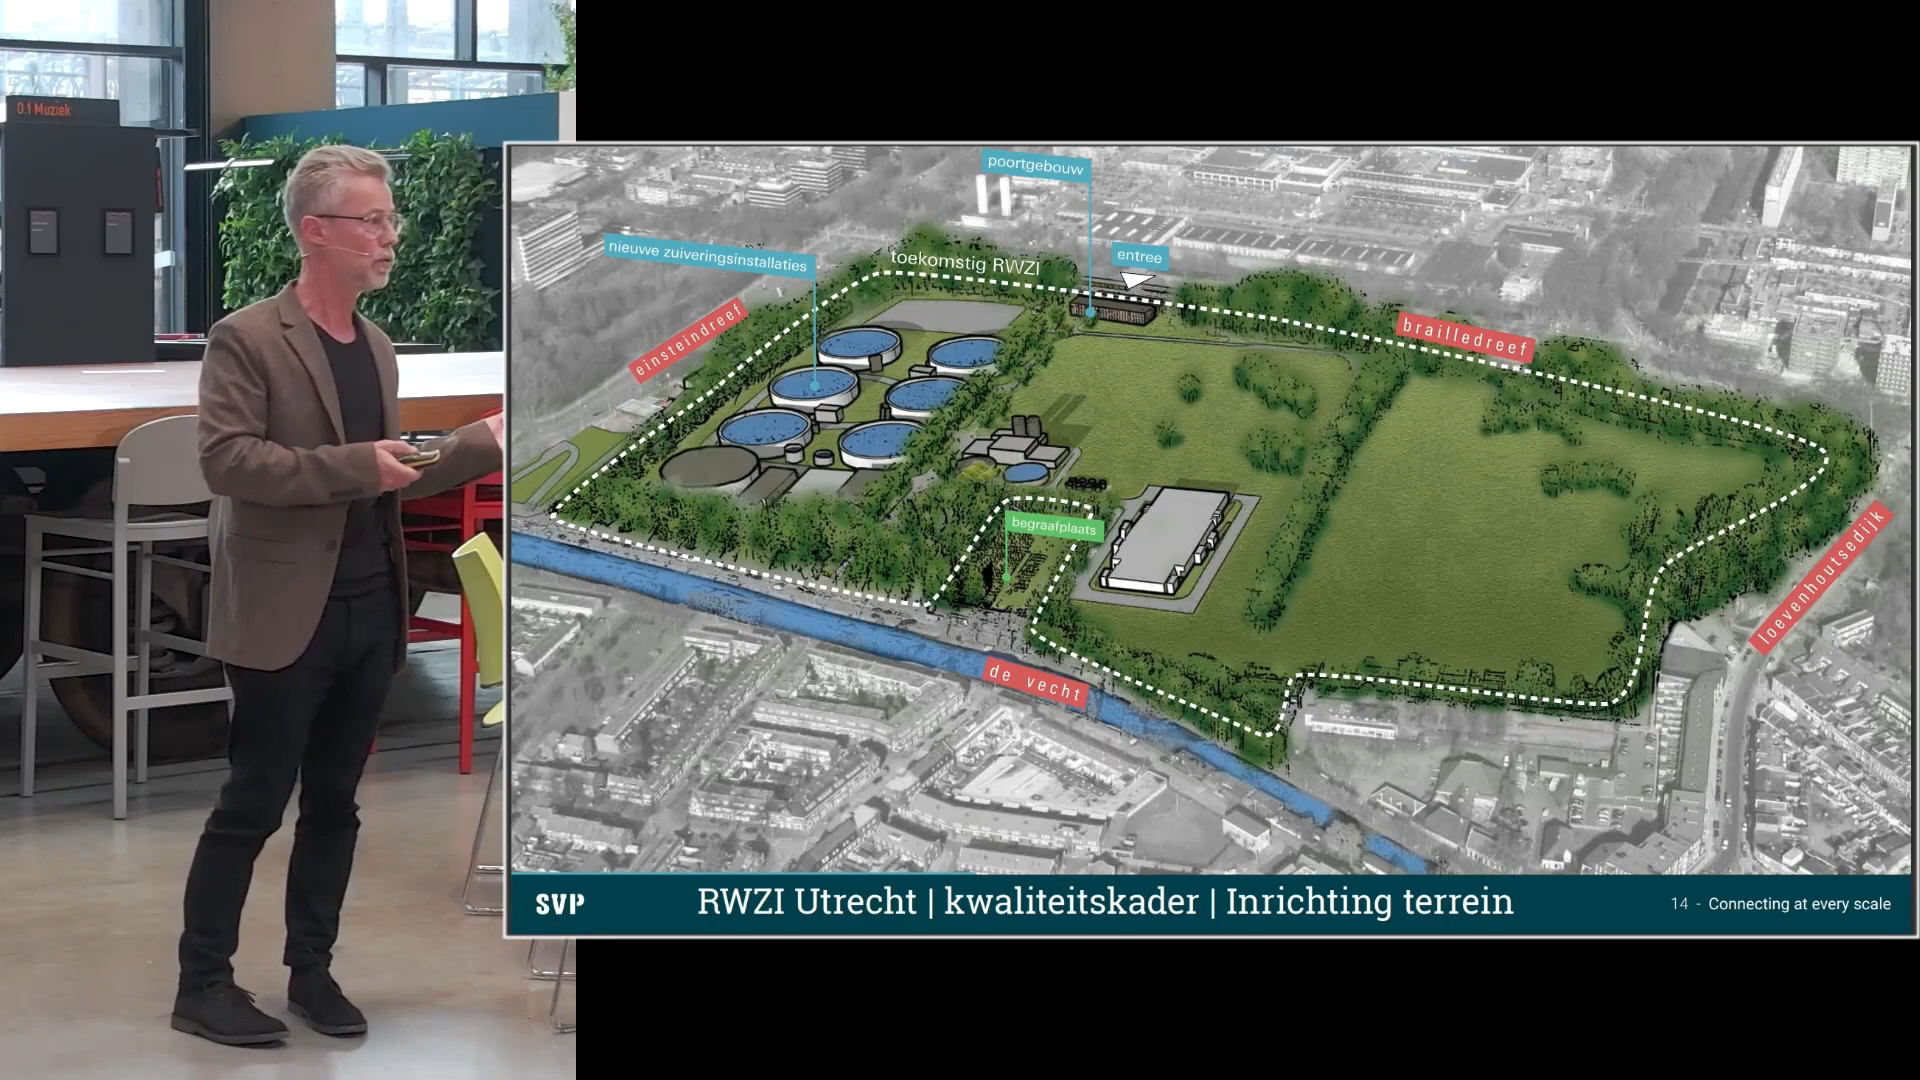 0.1 Muziek
poortgebouw
nieuwe zuiveringsinstallaties
toekomstig RWZI
entree
einsteindreef
brailledreef
begraafplaats
loevenhoutsedijk
de vecht
SVP
RWZI Utrecht | kwaliteitskader | Inrichting terrein
14 - Connecting at every scale